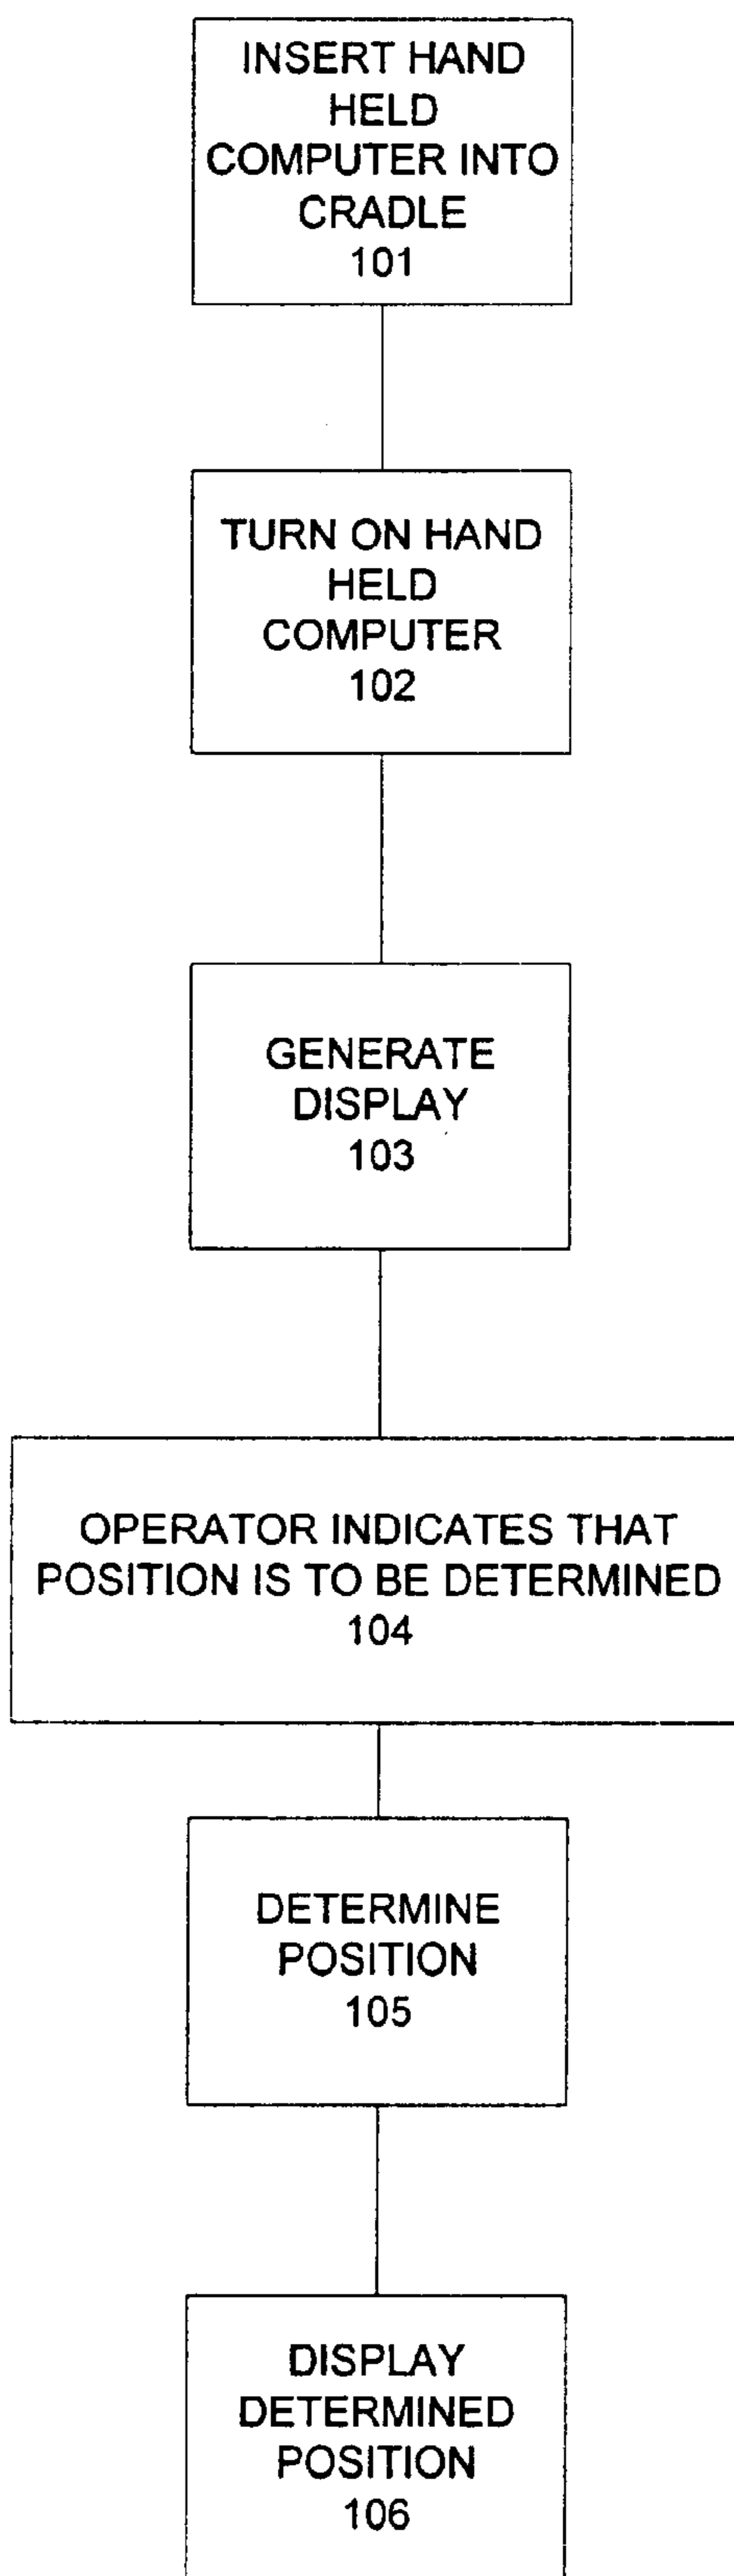 INSERT HAND
HELD
COMPUTER INTO
CRADLE
101
TURN ON HAND
HELD
COMPUTER
102
GENERATE
DISPLAY
103
OPERATOR INDICATES THAT
POSITION IS TO BE DETERMINED
104
DETERMINE
POSITION
105
DISPLAY
DETERMINED
POSITION
106